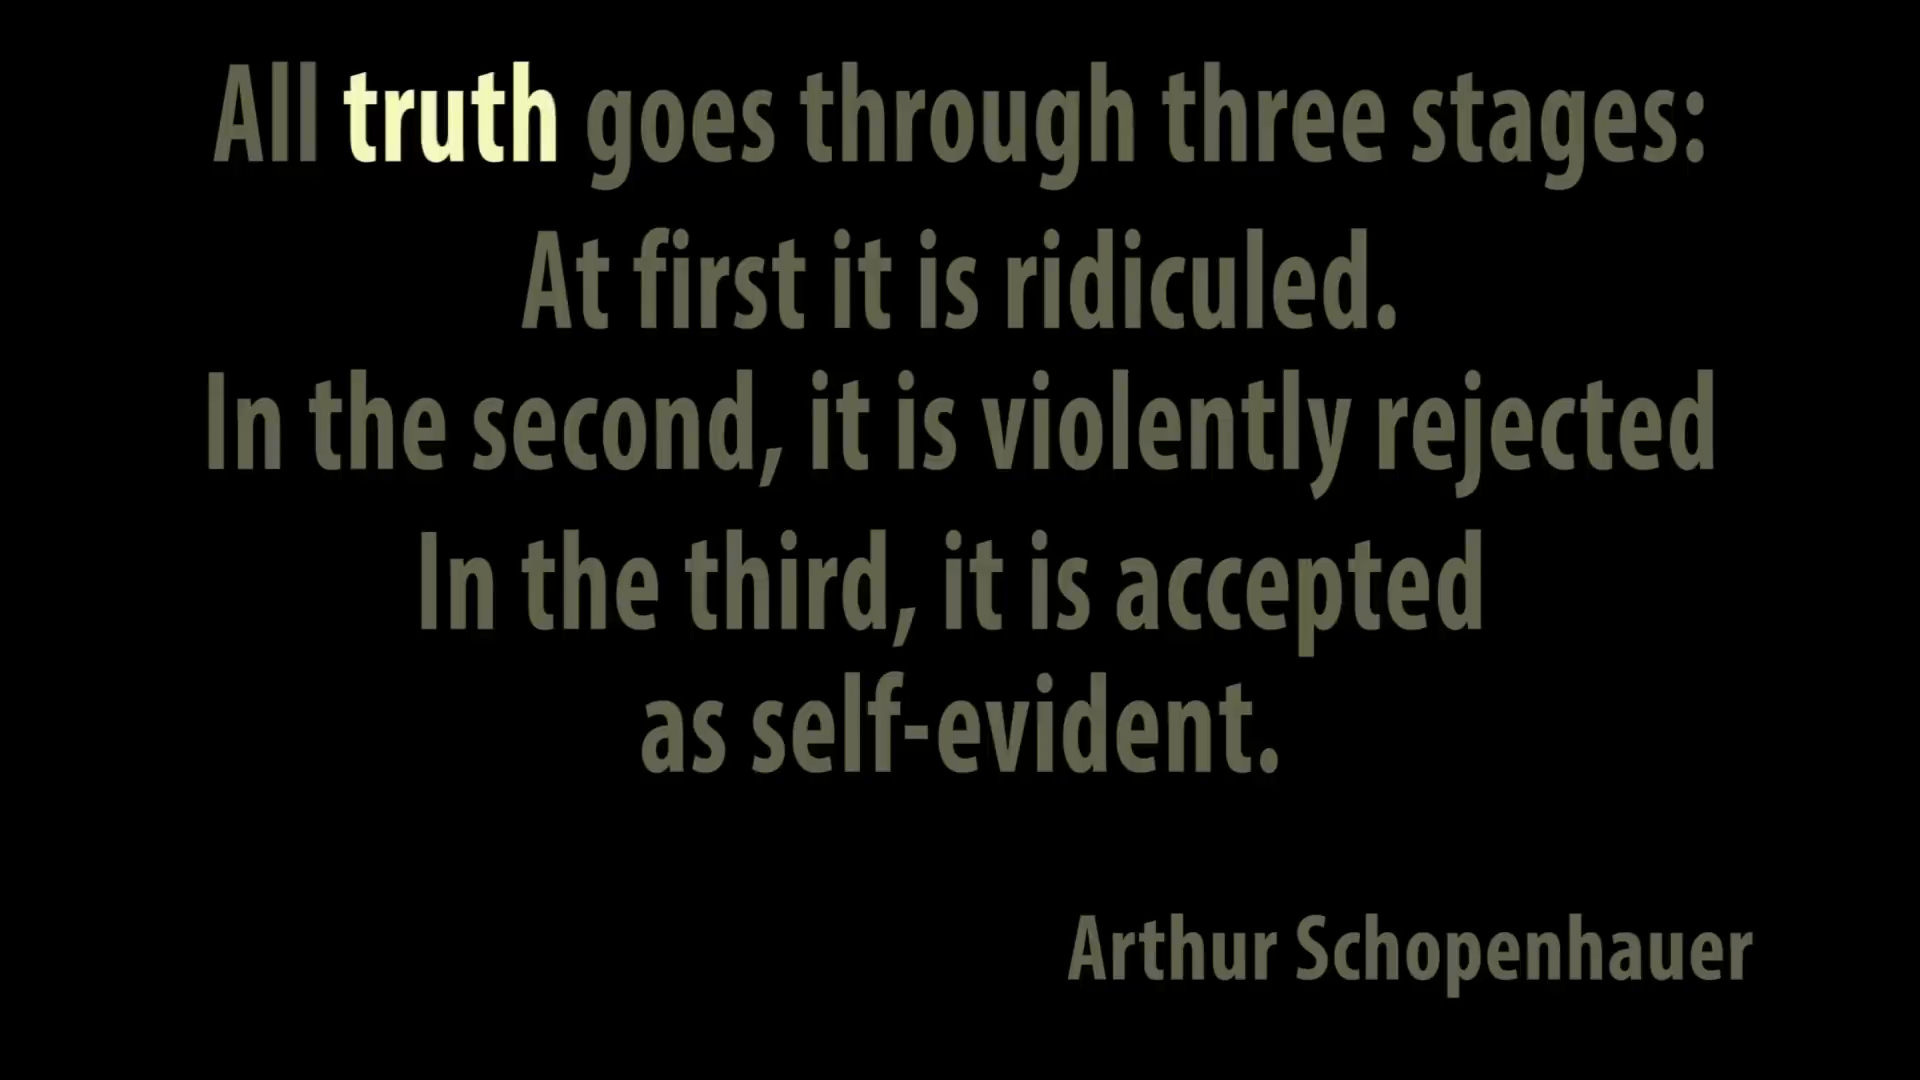 All truth goes through three stages:
At first it is ridiculed.
In the second, it is violently rejected
In the third, it is accepted
as self-evident.
Arthur Schopenhauer